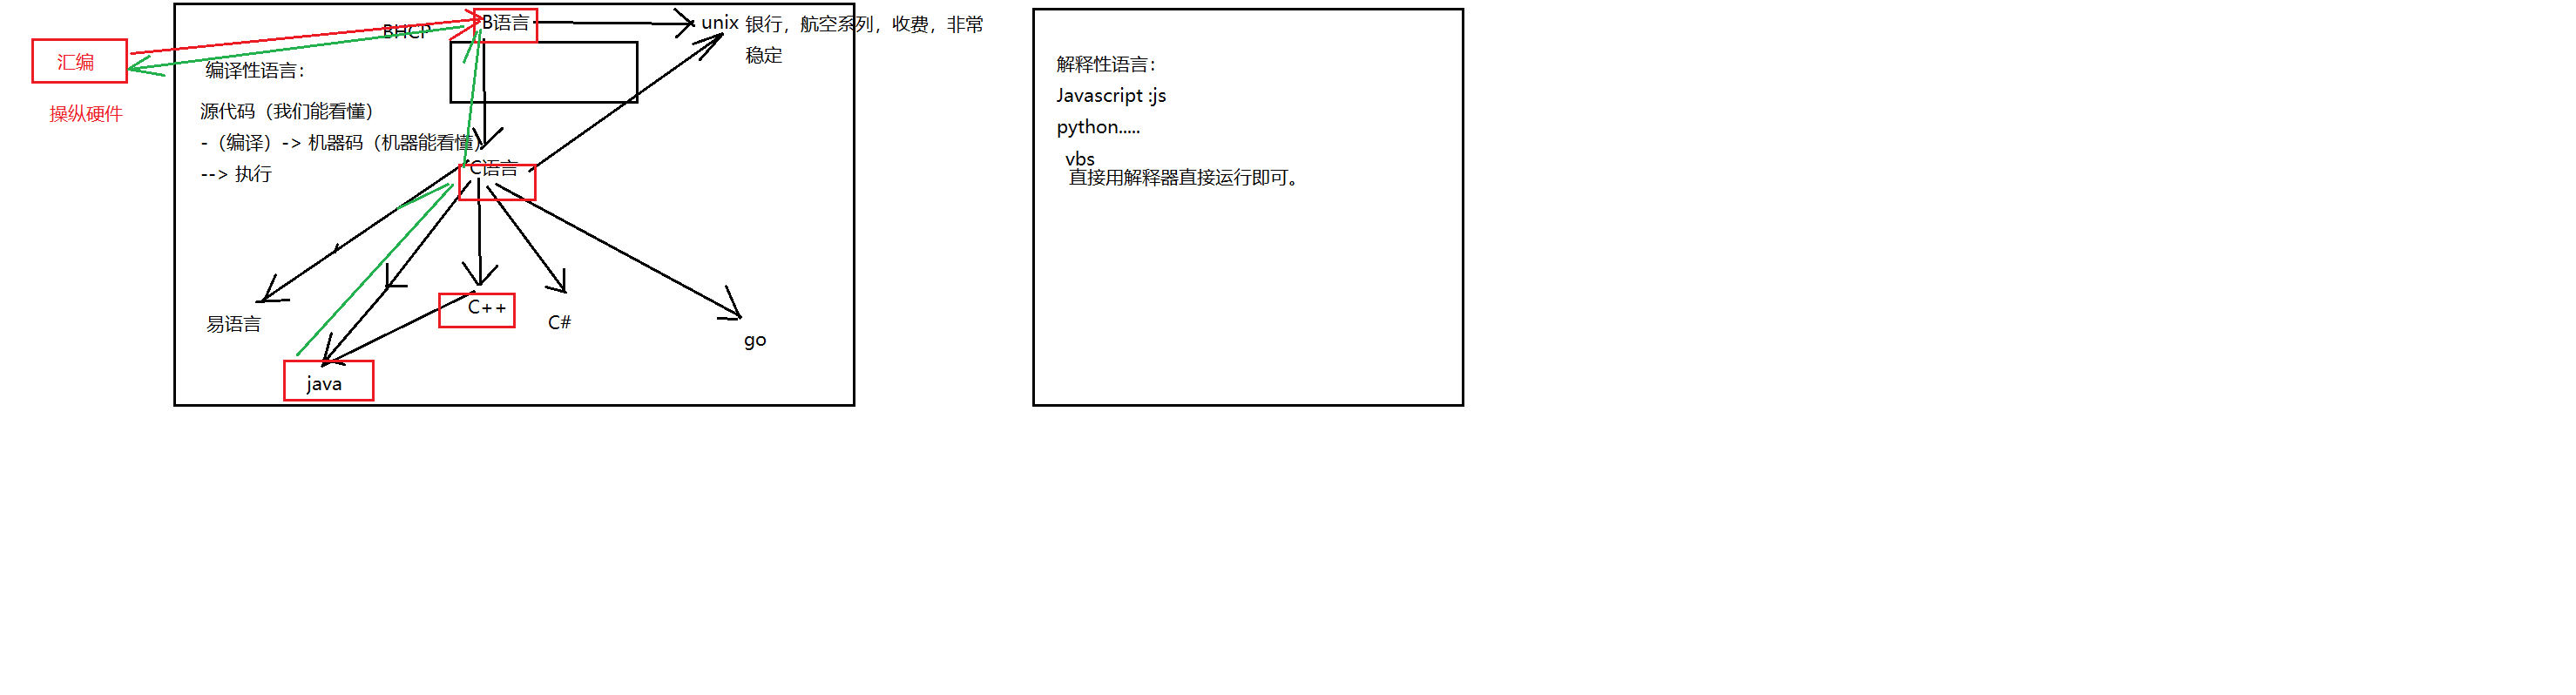 汇编
操纵硬件
BHCP
B语言
unix 银行，航空系列，收费，非常
稳定
编译性语言：
源代码（我们能看懂）
-（编译）-> 机器码（机器能看懂）
--> 执行
C语言
易语言
java
C++
C#
go
解释性语言：
Javascript :js
python.....
vbs
直接用解释器直接运行即可。